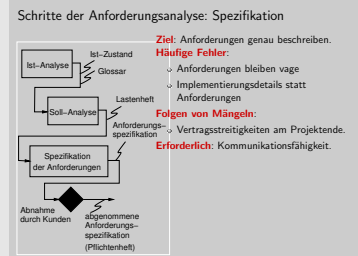 Schritte der Anforderungsanalyse: Spezifikation
Ist–Analyse
Ist–Zustand
Glossar
Soll–Analyse
Lastenheft
Anforderungs–
spezifikation
Spezifikation
der Anforderungen
Abnahme
durch Kunden
abgenommene
Anforderungs–
spezifikation
(Pflichtenheft)
Ziel: Anforderungen genau beschreiben.
Häufige Fehler:
Anforderungen bleiben vage
Implementierungsdetails statt
Anforderungen
Folgen von Mängeln:
Vertragsstreitigkeiten am Projektende.
Erforderlich: Kommunikationsfähigkeit.